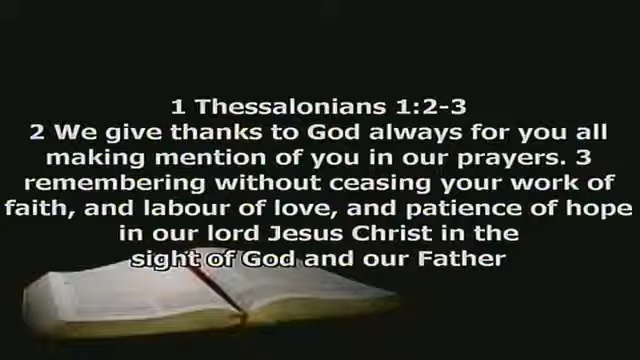 1 Thessalonians 1:2-3
2 We give thanks to God always for you all
making mention of you in our prayers. 3
remembering without ceasing your work of
faith, and labour of love, and patience of hope
in our lord Jesus Christ in the
sight of God and our Father